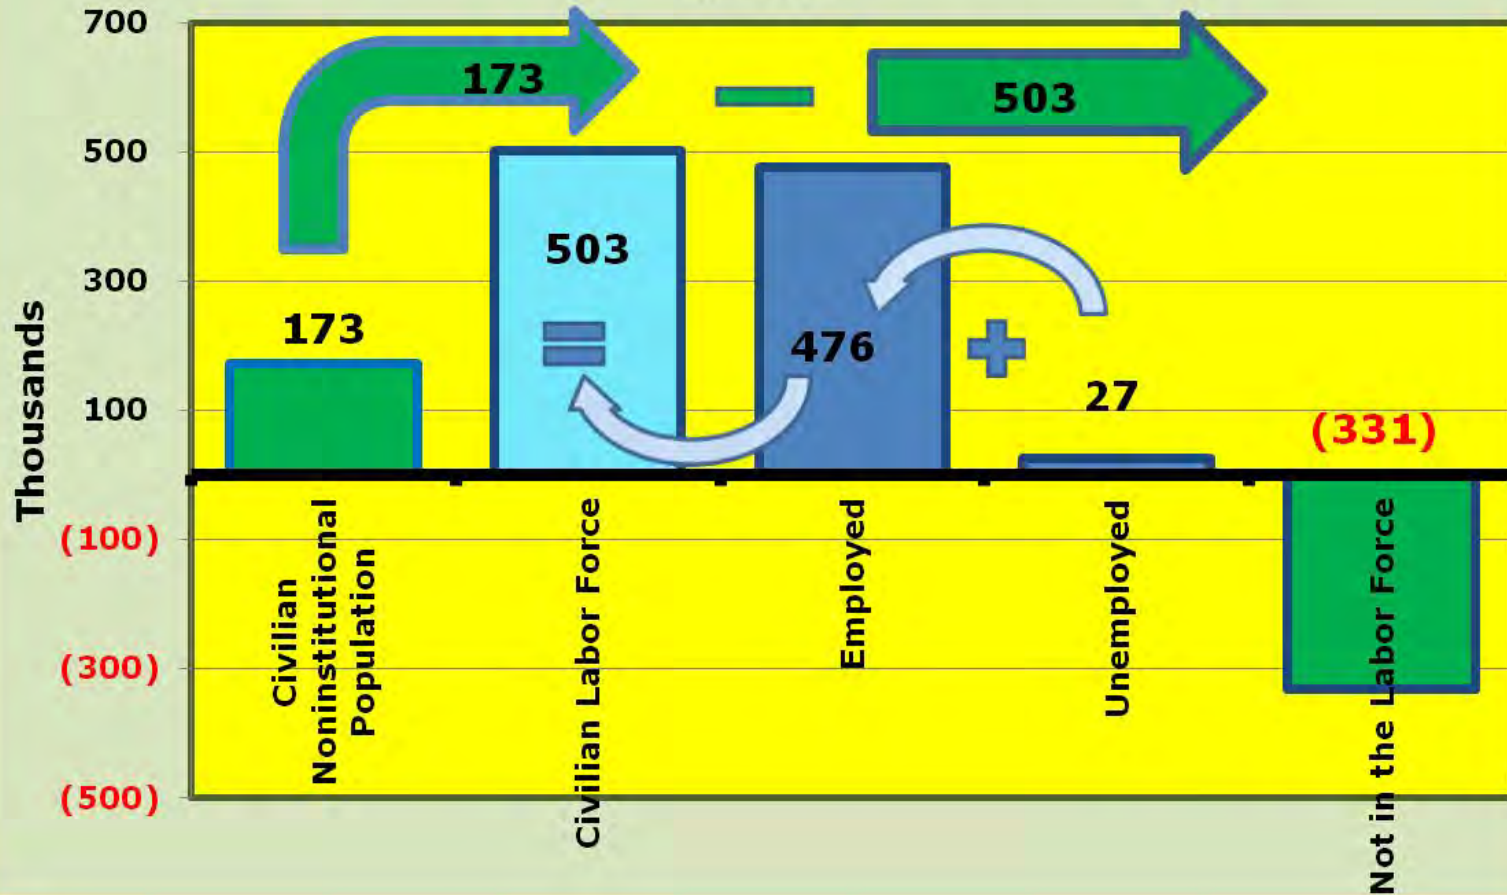 700
500
300
100
(100)
(300)
(500)
Thousands
173
503
173
503
476
27
(331)
Civilian
Noninstitutional
Population
Civilian Labor Force
Employed
Unemployed
Not in the Labor Force